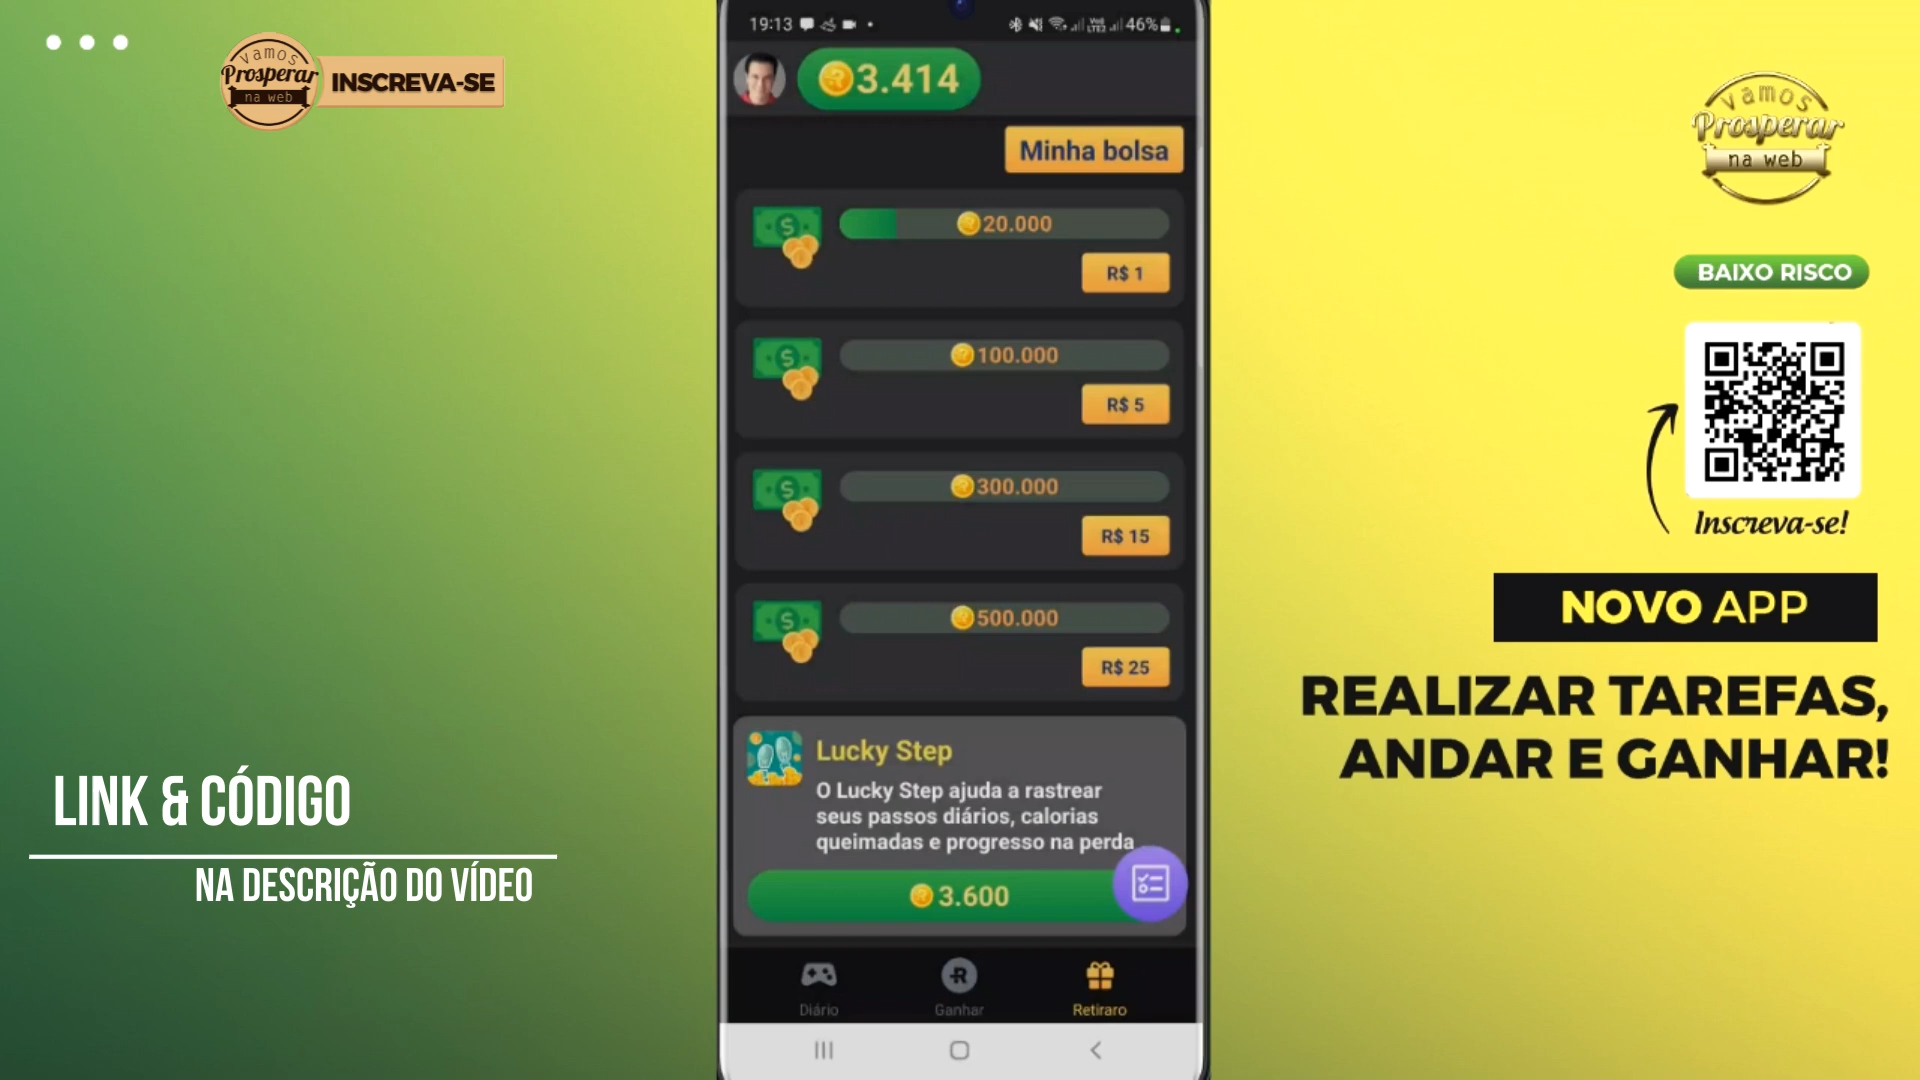 vamos
Prosperar
na web
INSCREVA-SE
19:13
46%
3.414
Minha bolsa
20.000
R$ 1
100.000
R$ 5
300.000
R$ 15
500.000
R$ 25
Lucky Step
O Lucky Step ajuda a rastrear
seus passos diários, calorias
queimadas e progresso na perda
3.600
Diário
Ganhar
Retiraro
vamos
Prosperar
na web
BAIXO RISCO
Inscreva-se!
NOVO APP
REALIZAR TAREFAS,
ANDAR E GANHAR!
LINK & CÓDIGO
NA DESCRIÇÃO DO VÍDEO